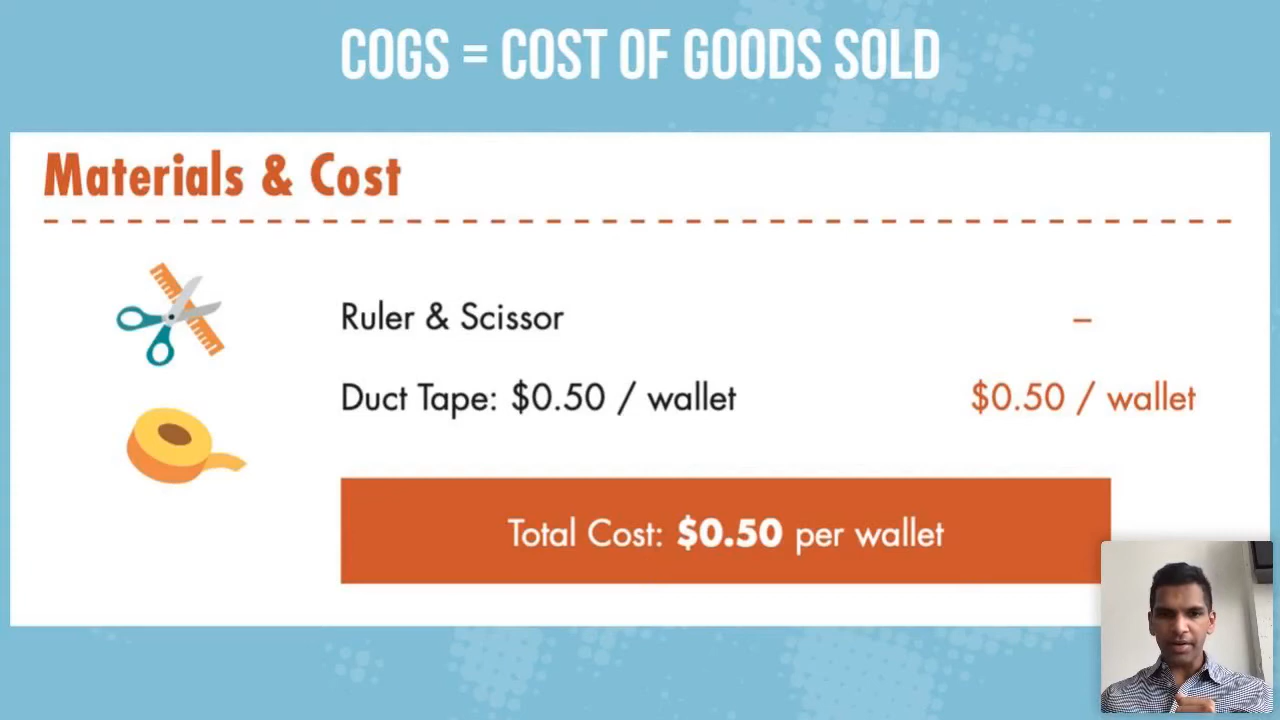 COGS = COST OF GOODS SOLD
Materials & Cost
Ruler & Scissor –
Duct Tape: $0.50 / wallet $0.50 / wallet
Total Cost: $0.50 per wallet